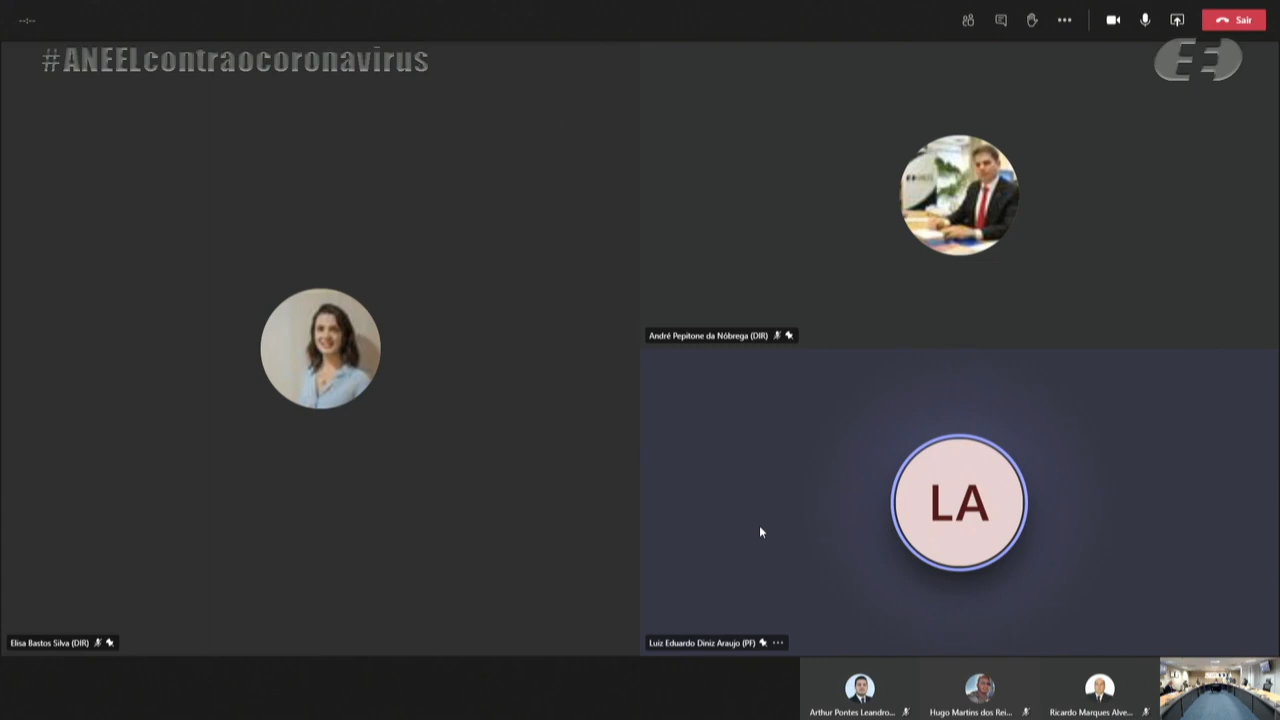 --:--
Sair
#ANEELcontraocoronavirus
André Pepitone da Nóbrega (DIR)
LA
Elisa Bastos Silva (DIR)
Luiz Eduardo Diniz Araujo (PF)
Arthur Pontes Leandro...
Hugo Martins dos Rei...
Ricardo Marques Alve...